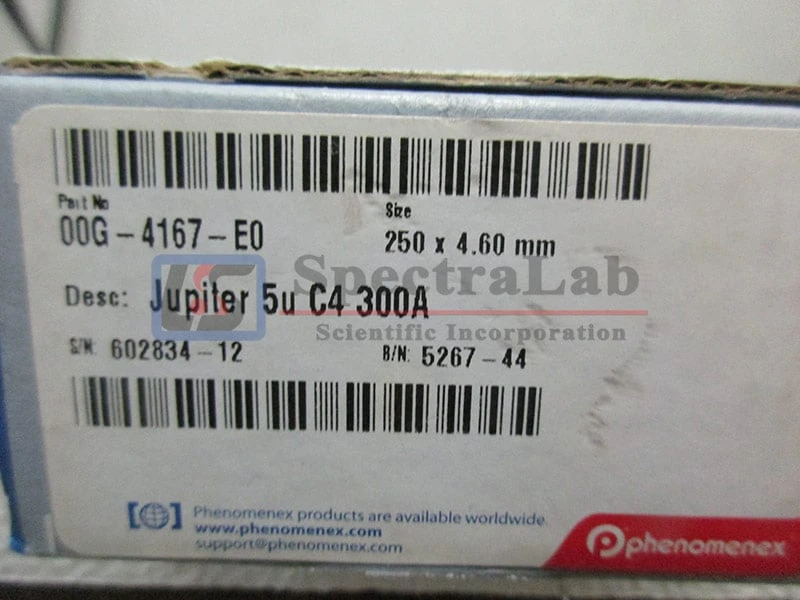 Part No
00G-4167-E0
Size
250 x 4.60 mm
SpectraLab
Scientific Incorporation
Desc: Jupiter 5u C4 300A
S/N: 602834-12
B/N: 5267-44
Phenomenex products are available worldwide.
www.phenomenex.com
support@phenomenex.com
phenomenex